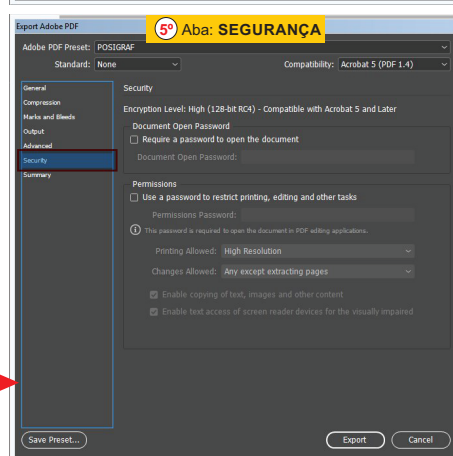 Export Adobe PDF
5º Aba: SEGURANÇA
Adobe PDF Preset: POSIGRAF
Standard: None Compatibility: Acrobat 5 (PDF 1.4)
General
Compression
Marks and Bleeds
Output
Advanced
Security
Summary
Security
Encryption Level: High (128-bit RC4) - Compatible with Acrobat 5 and Later
Document Open Password
Require a password to open the document
Document Open Password:
Permissions
Use a password to restrict printing, editing and other tasks
Permissions Password:
This password is required to open the document in PDF editing applications.
Printing Allowed: High Resolution
Changes Allowed: Any except extracting pages
Enable copying of text, images and other content
Enable text access of screen reader devices for the visually impaired
Save Preset... Export Cancel